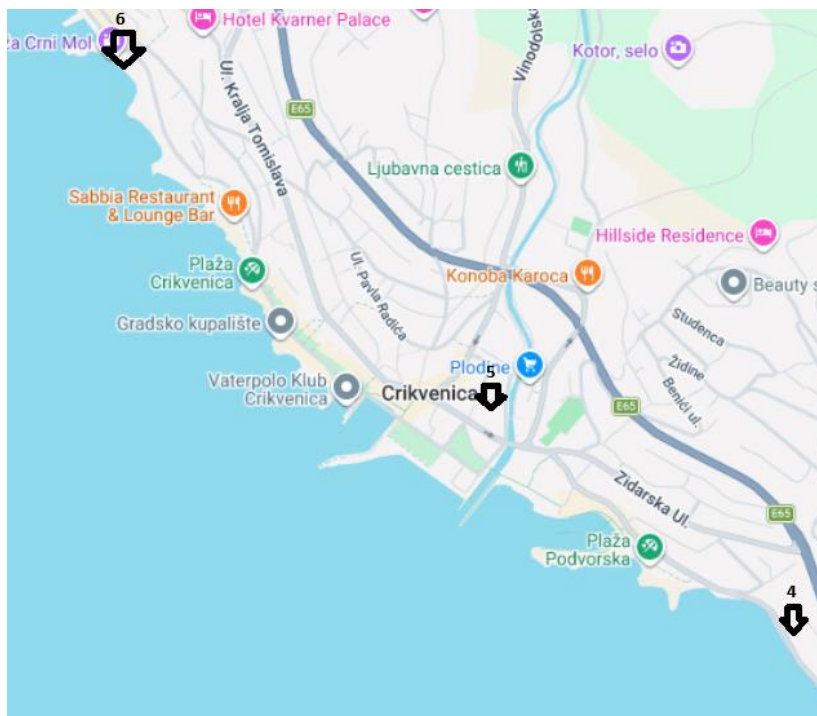 6
Hotel Kvarner Palace
ža Crni Mol
Kotor, selo
Vinodolsk
Ul. Kralja Tomislava
E65
Ljubavna cestica
Sabbia Restaurant
& Lounge Bar
Hillside Residence
Plaža
Crikvenica
Konoba Karoca
Beauty s
Ul. Pavla Radića
Gradsko kupalište
Studenca
Židine
Plodine
5
Benići ul.
Vaterpolo Klub
Crikvenica
Crikvenica
E65
Zidarska Ul.
E65
Plaža
Podvorska
4